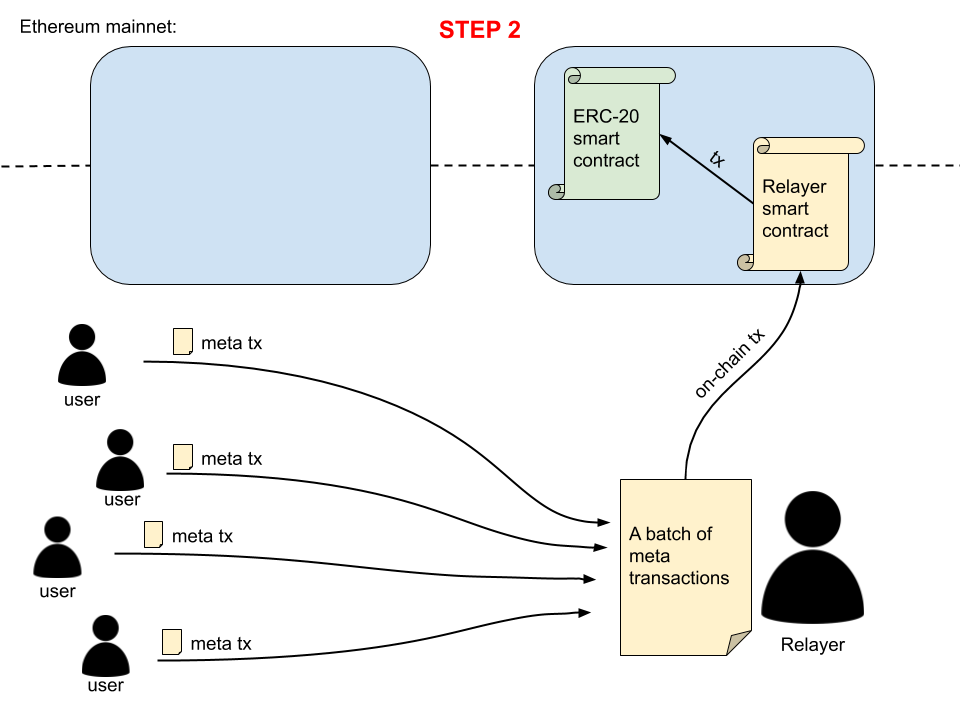 Ethereum mainnet:
STEP 2
ERC-20
smart
contract
tx
Relayer
smart
contract
on-chain tx
meta tx
user
meta tx
user
meta tx
user
meta tx
user
A batch of
meta
transactions
Relayer